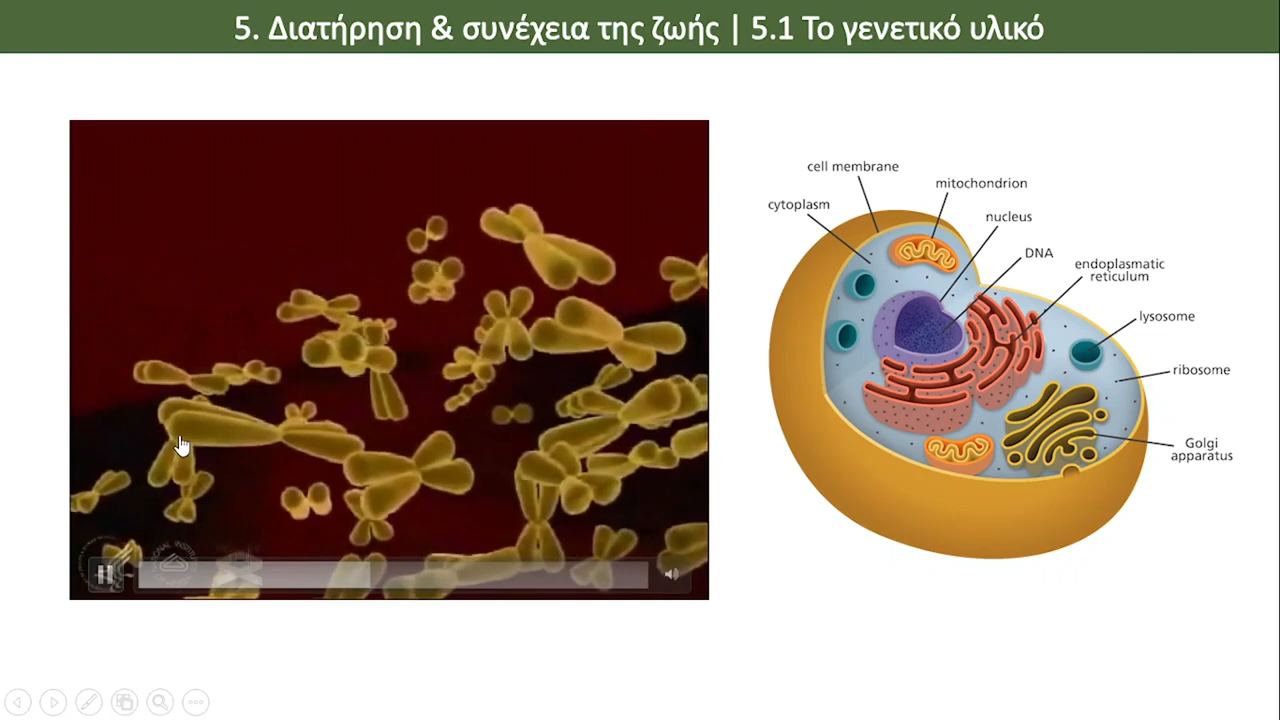 5. Διατήρηση & συνέχεια της ζωής | 5.1 Το γενετικό υλικό
cell membrane
mitochondrion
cytoplasm
nucleus
DNA
endoplasmatic
reticulum
lysosome
ribosome
Golgi
apparatus